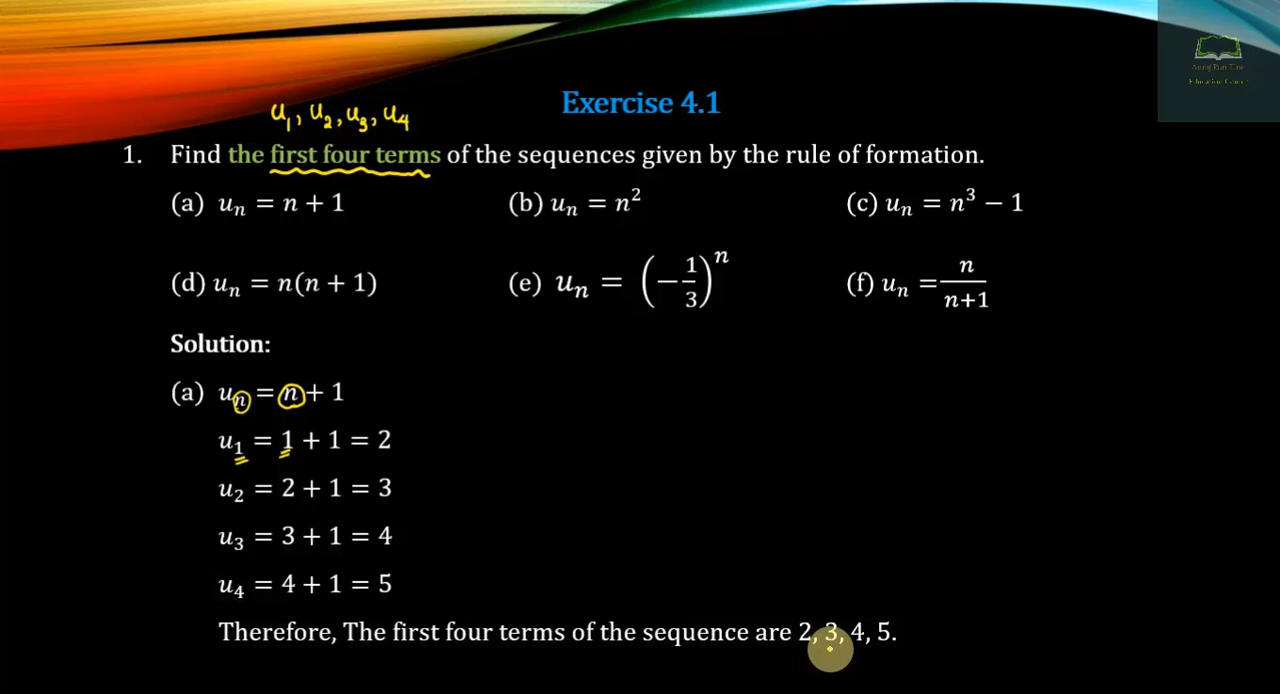 Exercise 4.1
u₁, u₂, u₃, u₄
1. Find the first four terms of the sequences given by the rule of formation.
(a) uₙ = n + 1 (b) uₙ = n² (c) uₙ = n³ − 1
(d) uₙ = n(n + 1) (e) uₙ = (−1/3)ⁿ (f) uₙ = n/(n+1)
Solution:
(a) uₙ = n + 1
u₁ = 1 + 1 = 2
u₂ = 2 + 1 = 3
u₃ = 3 + 1 = 4
u₄ = 4 + 1 = 5
Therefore, The first four terms of the sequence are 2, 3, 4, 5.